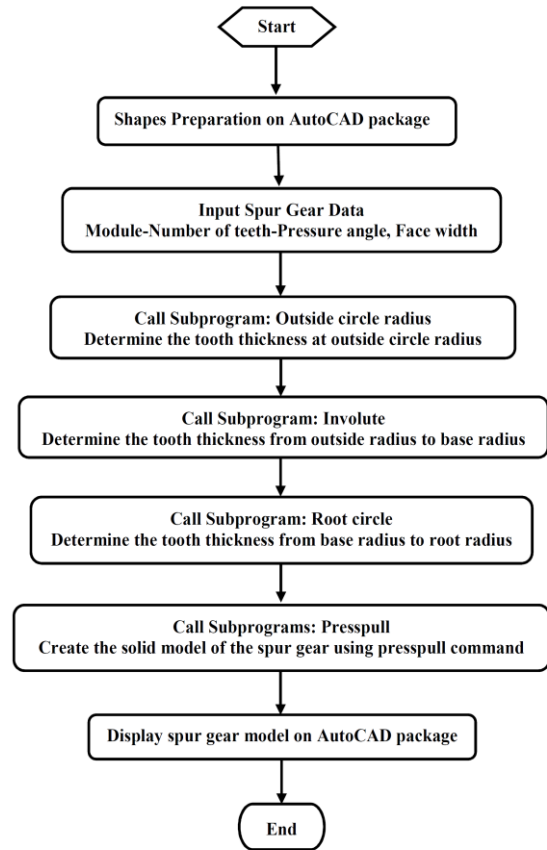 Start
Shapes Preparation on AutoCAD package
Input Spur Gear Data
Module-Number of teeth-Pressure angle, Face width
Call Subprogram: Outside circle radius
Determine the tooth thickness at outside circle radius
Call Subprogram: Involute
Determine the tooth thickness from outside radius to base radius
Call Subprogram: Root circle
Determine the tooth thickness from base radius to root radius
Call Subprograms: Presspull
Create the solid model of the spur gear using presspull command
Display spur gear model on AutoCAD package
End